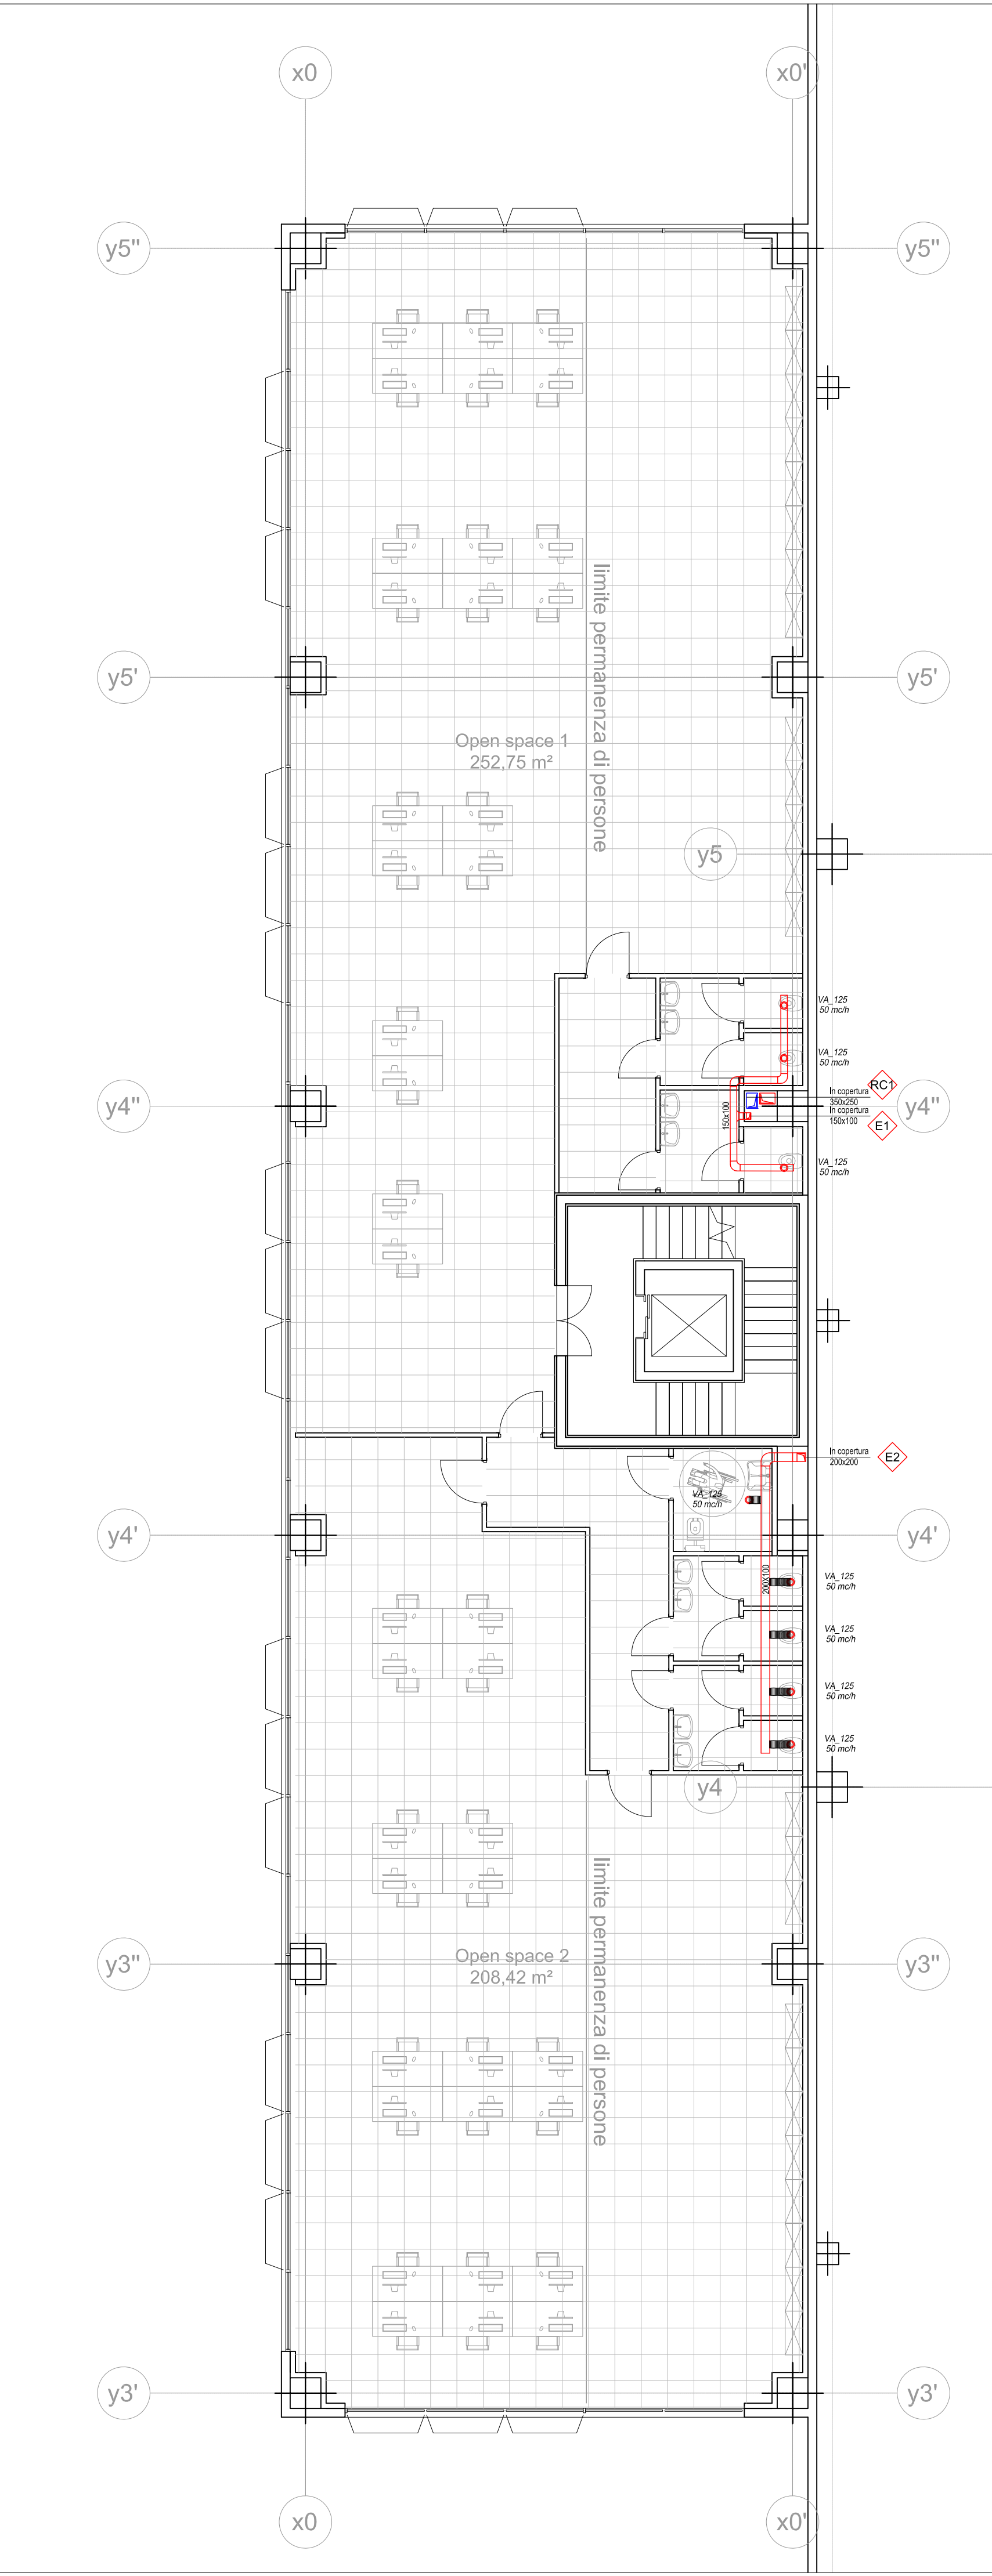 x0
x0'
y5"
y5"
limite permanenza di persone
y5'
y5'
Open space 1
252,75 m²
y5
VA_125
50 mc/h
VA_125
50 mc/h
RC1
In copertura
350x250
y4"
y4"
In copertura
150x100
E1
150x100
VA_125
50 mc/h
In copertura
200x200
E2
VA_125
50 mc/h
y4'
y4'
200X100
VA_125
50 mc/h
VA_125
50 mc/h
VA_125
50 mc/h
VA_125
50 mc/h
y4
limite permanenza di persone
Open space 2
208,42 m²
y3"
y3"
y3'
y3'
x0
x0'